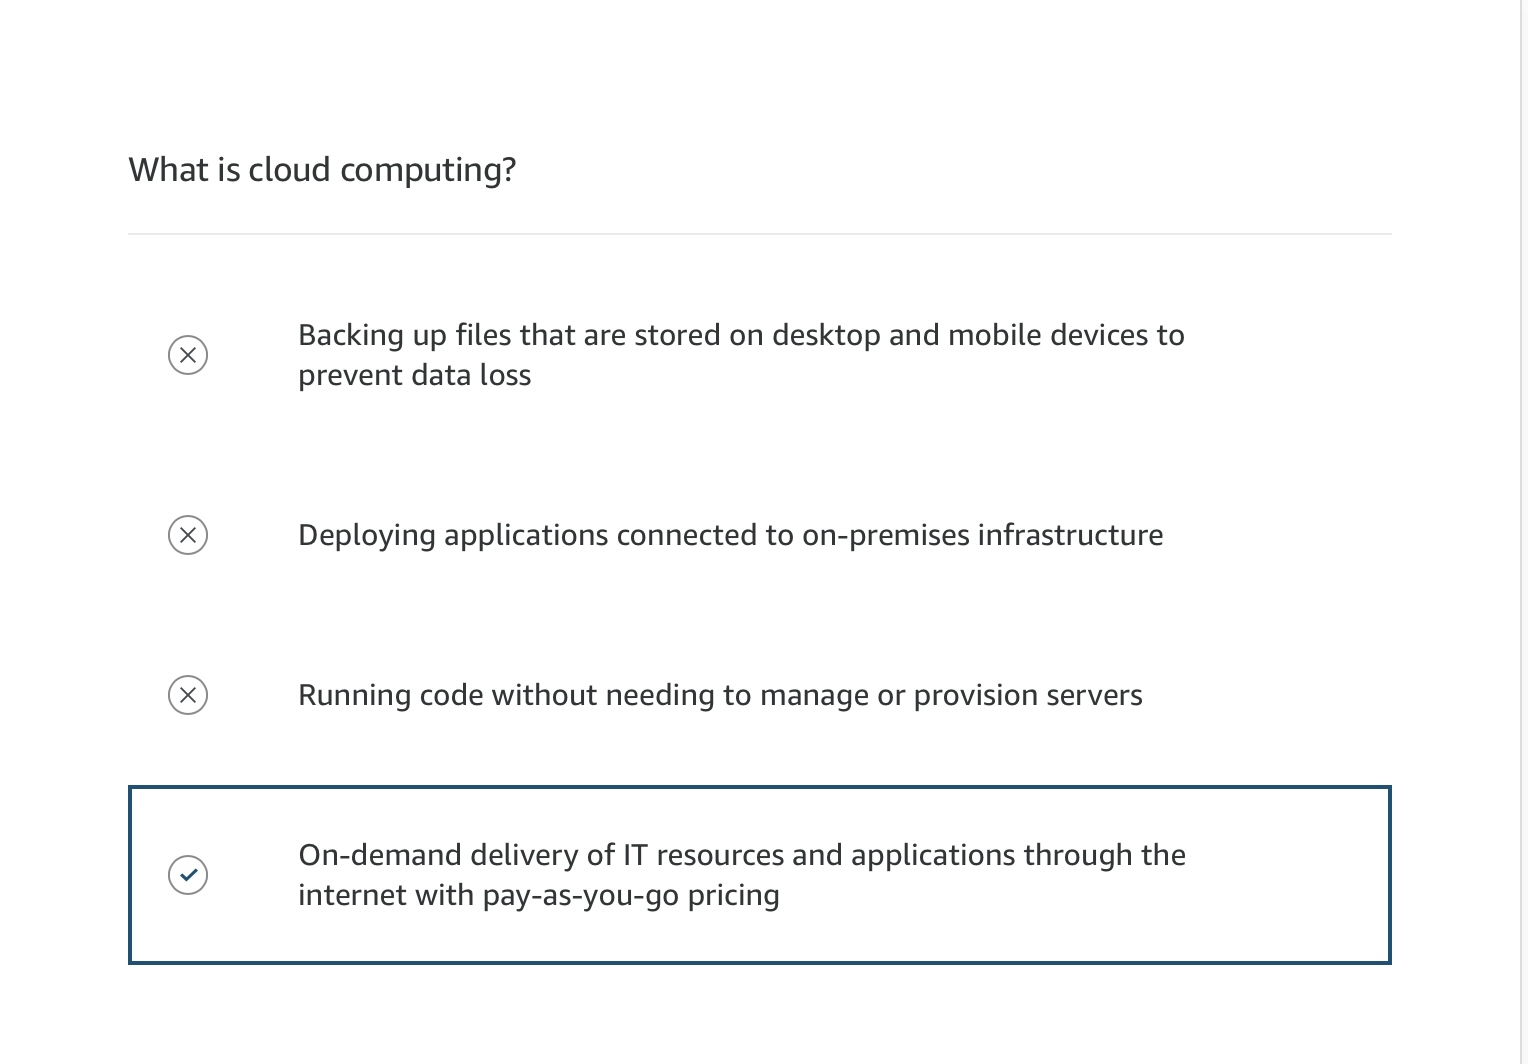 What is cloud computing?
Backing up files that are stored on desktop and mobile devices to
prevent data loss
Deploying applications connected to on-premises infrastructure
Running code without needing to manage or provision servers
On-demand delivery of IT resources and applications through the
internet with pay-as-you-go pricing